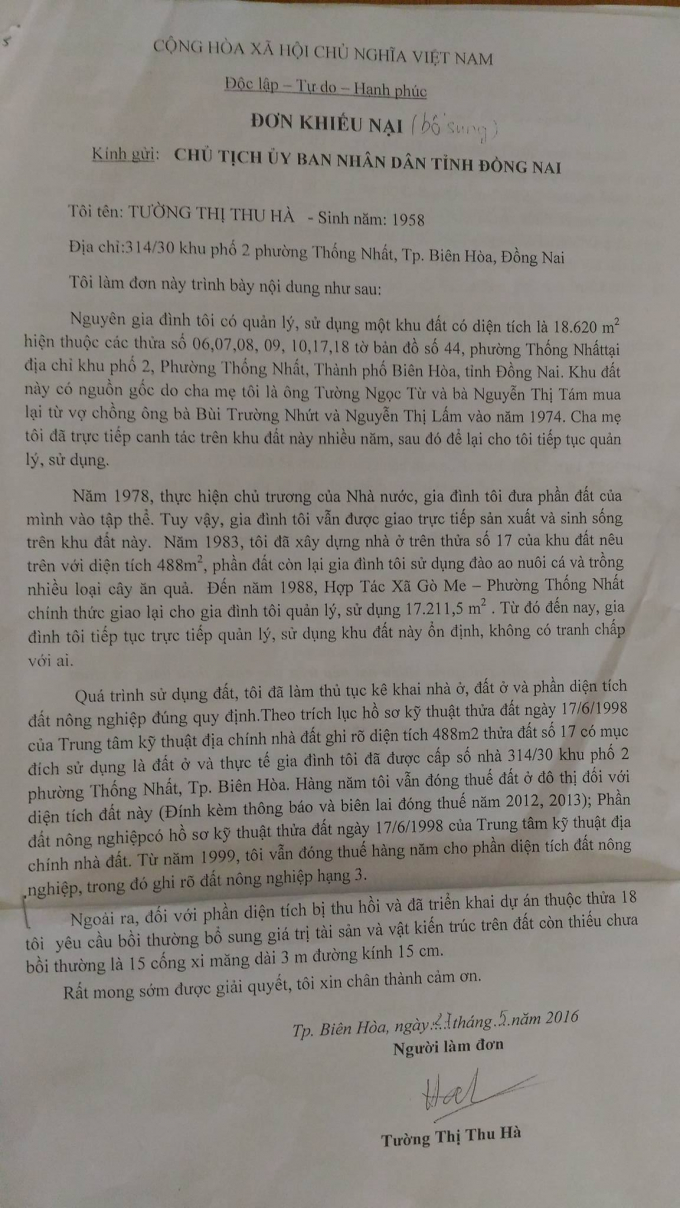 CỘNG HÒA XÃ HỘI CHỦ NGHĨA VIỆT NAM
Độc lập – Tự do – Hanh phúc
ĐƠN KHIẾU NẠI (bổ sung)
Kính gửi: CHỦ TỊCH ỦY BAN NHÂN DÂN TỈNH ĐỒNG NAI
Tôi tên: TƯỜNG THỊ THU HÀ - Sinh năm: 1958
Địa chỉ:314/30 khu phố 2 phường Thống Nhất, Tp. Biên Hòa, Đồng Nai
Tôi làm đơn này trình bày nội dung như sau:
Nguyên gia đình tôi có quản lý, sử dụng một khu đất có diện tích là 18.620 m²
hiện thuộc các thửa số 06,07,08, 09, 10,17,18 tờ bản đồ số 44, phường Thống Nhấttại
địa chỉ khu phố 2, Phường Thống Nhất, Thành phố Biên Hòa, tỉnh Đồng Nai. Khu đất
này có nguồn gốc do cha mẹ tôi là ông Tường Ngọc Từ và bà Nguyễn Thị Tám mua
lại từ vợ chồng ông bà Bùi Trường Nhứt và Nguyễn Thị Lấm vào năm 1974. Cha mẹ
tôi đã trực tiếp canh tác trên khu đất này nhiều năm, sau đó để lại cho tôi tiếp tục quản
lý, sử dụng.
Năm 1978, thực hiện chủ trương của Nhà nước, gia đình tôi đưa phần đất của
mình vào tập thể. Tuy vậy, gia đình tôi vẫn được giao trực tiếp sản xuất và sinh sống
trên khu đất này. Năm 1983, tôi đã xây dựng nhà ở trên thửa số 17 của khu đất nêu
trên với diện tích 488m², phần đất còn lại gia đình tôi sử dụng đào ao nuôi cá và trồng
nhiều loại cây ăn quả. Đến năm 1988, Hợp Tác Xã Gò Me – Phường Thống Nhất
chính thức giao lại cho gia đình tôi quản lý, sử dụng 17.211,5 m² . Từ đó đến nay, gia
đình tôi tiếp tục trực tiếp quản lý, sử dụng khu đất này ổn định, không có tranh chấp
với ai.
Quá trình sử dụng đất, tôi đã làm thủ tục kê khai nhà ở, đất ở và phần diện tích
đất nông nghiệp đúng quy định.Theo trích lục hồ sơ kỹ thuật thửa đất ngày 17/6/1998
của Trung tâm kỹ thuật địa chính nhà đất ghi rõ diện tích 488m2 thửa đất số 17 có mục
đích sử dụng là đất ở và thực tế gia đình tôi đã được cấp số nhà 314/30 khu phố 2
phường Thống Nhất, Tp. Biên Hòa. Hàng năm tôi vẫn đóng thuế đất ở đô thị đối với
diện tích đất này (Đính kèm thông báo và biên lai đóng thuế năm 2012, 2013); Phần
đất nông nghiệpcó hồ sơ kỹ thuật thửa đất ngày 17/6/1998 của Trung tâm kỹ thuật địa
chính nhà đất. Từ năm 1999, tôi vẫn đóng thuế hàng năm cho phần diện tích đất nông
nghiệp, trong đó ghi rõ đất nông nghiệp hạng 3.
Ngoài ra, đối với phần diện tích bị thu hồi và đã triển khai dự án thuộc thửa 18
tôi yêu cầu bồi thường bổ sung giá trị tài sản và vật kiến trúc trên đất còn thiếu chưa
bồi thường là 15 cống xi măng dài 3 m đường kính 15 cm.
Rất mong sớm được giải quyết, tôi xin chân thành cảm ơn.
Tp. Biên Hòa, ngày tháng 5 năm 2016
Người làm đơn
Tường Thị Thu Hà